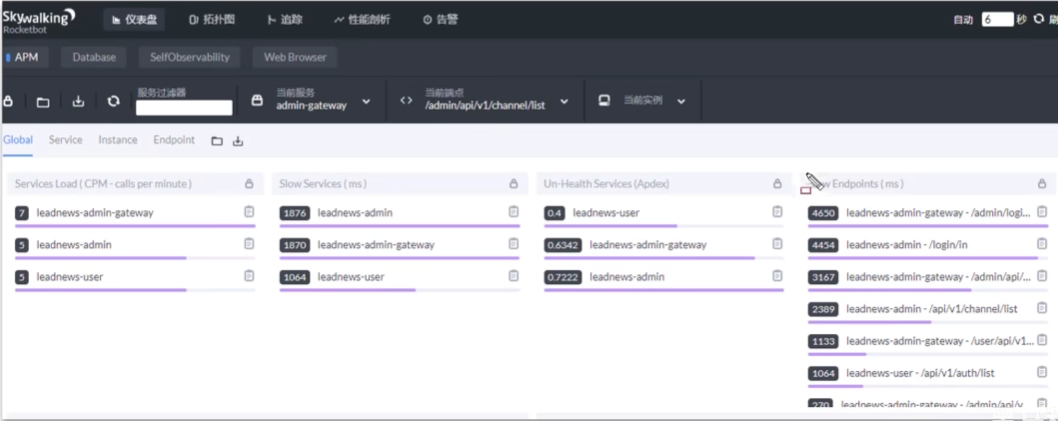 Skywalking
Rocketbot
仪表盘
拓扑图
追踪
性能剖析
告警
自动 6 秒
APM
Database
SelfObservability
Web Browser
服务过滤器
当前服务
admin-gateway
当前端点
/admin/api/v1/channel/list
当前实例
Global
Service
Instance
Endpoint
Services Load ( CPM - calls per minute )
7 leadnews-admin-gateway
5 leadnews-admin
5 leadnews-user
Slow Services ( ms )
1876 leadnews-admin
1870 leadnews-admin-gateway
1064 leadnews-user
Un-Health Services (Apdex)
0.4 leadnews-user
0.6342 leadnews-admin-gateway
0.7222 leadnews-admin
Endpoints ( ms )
4650 leadnews-admin-gateway - /admin/logi...
4454 leadnews-admin - /login/in
3167 leadnews-admin-gateway - /admin/api/...
2389 leadnews-admin - /api/v1/channel/list
1133 leadnews-admin-gateway - /user/api/v1...
1064 leadnews-user - /api/v1/auth/list
270 leadnews-admin-gateway - /admin/api/v...